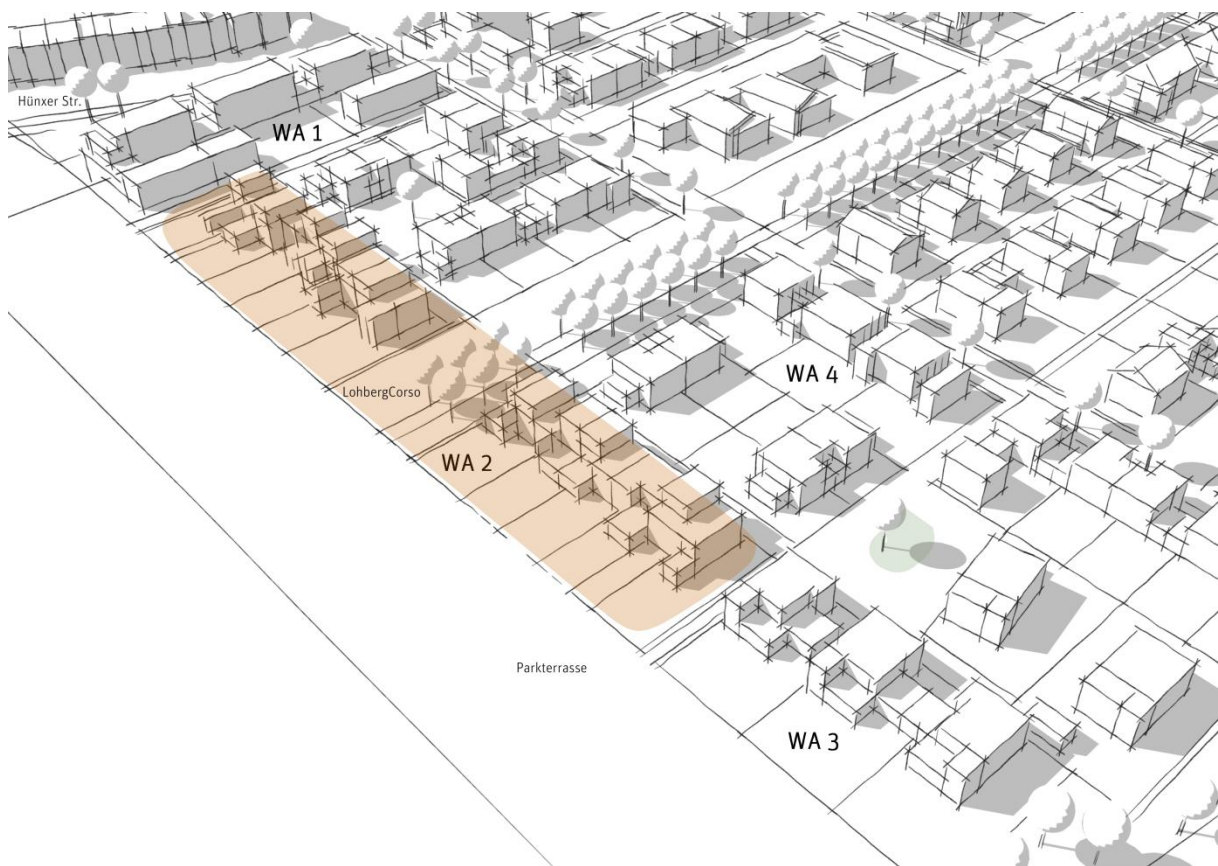 Hünxer Str.
WA 1
LohbergCorso
WA 4
WA 2
Parkterrasse
WA 3